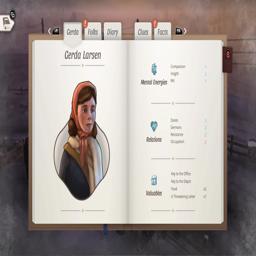 Gerda
Folks
Diary
Clues
Facts
Gerda Larsen
Mental Energies
Compassion
Insight
Wit
Relations
Danes
Germans
Resistance
Occupation
Valuables
Key to the Office
Key to the Depot
Food
A Threatening Letter